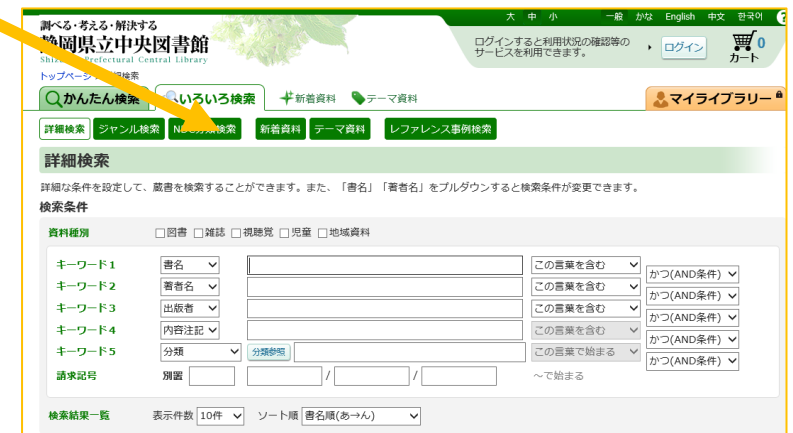 調べる・考える・解決する
大 中 小 一般 かな English 中文 한국어 ?
静岡県立中央図書館
Shizuoka Prefectural Central Library
ログインすると利用状況の確認等の
サービスを利用できます。
ログイン
0
カート
トップページ
細検索
かんたん検索 いろいろ検索 新着資料 テーマ資料 マイライブラリー
詳細検索 ジャンル検索 NDC分類検索 新着資料 テーマ資料 レファレンス事例検索
詳細検索
詳細な条件を設定して、蔵書を検索することができます。また、「書名」「著者名」をプルダウンすると検索条件が変更できます。
検索条件
資料種別 図書 雑誌 視聴覚 児童 地域資料
キーワード1 書名 この言葉を含む かつ(AND条件)
キーワード2 著者名 この言葉を含む かつ(AND条件)
キーワード3 出版者 この言葉を含む かつ(AND条件)
キーワード4 内容注記 この言葉を含む かつ(AND条件)
キーワード5 分類 分類参照 この言葉で始まる かつ(AND条件)
請求記号 別置 / / ～で始まる
検索結果一覧 表示件数 10件 ソート順 書名順(あ→ん)